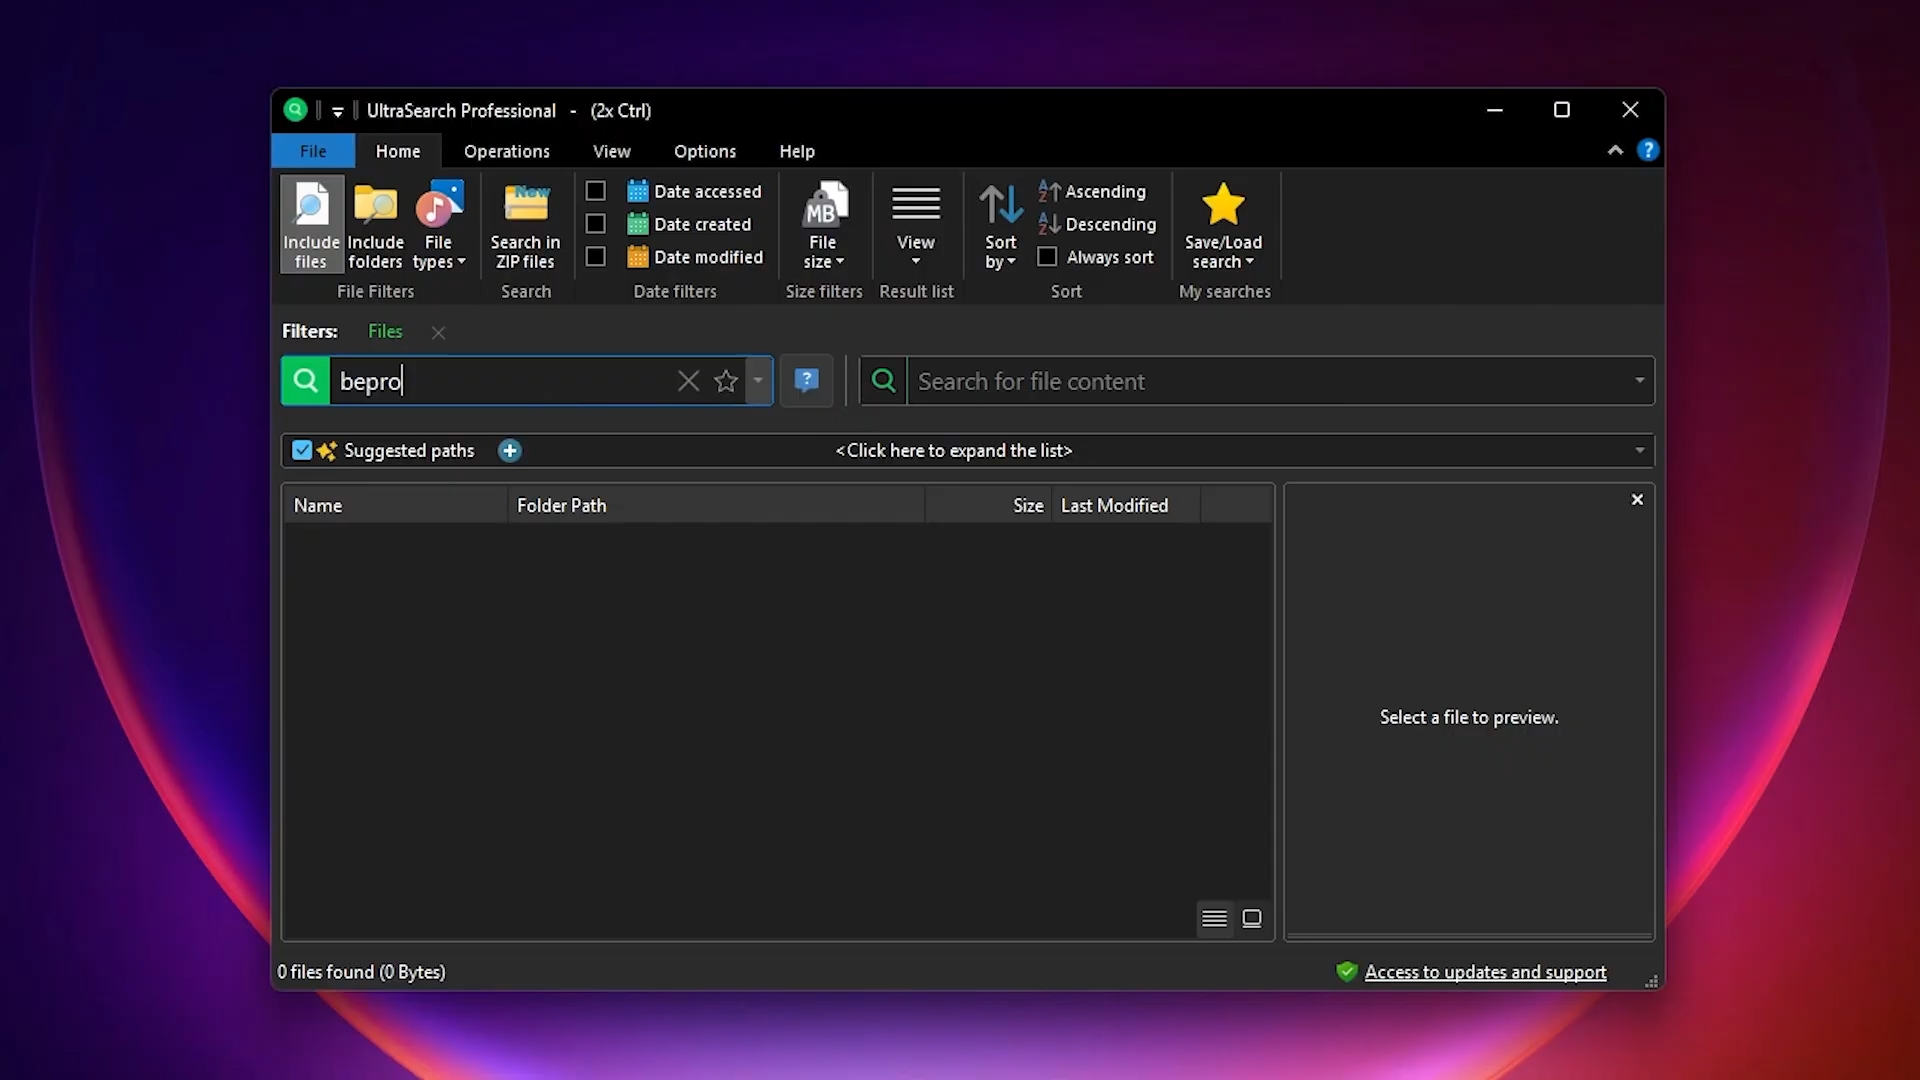 UltraSearch Professional - (2x Ctrl)
File Home Operations View Options Help
?
Include files
Include folders
File types
New
Search in ZIP files
Date accessed
Date created
Date modified
MB
File size
View
Sort by
AZ Ascending
AZ Descending
Always sort
Save/Load search
File Filters Search Date filters Size filters Result list Sort My searches
Filters: Files
bepro
?
Search for file content
Suggested paths
<Click here to expand the list>
Name Folder Path Size Last Modified
Select a file to preview.
0 files found (0 Bytes)
Access to updates and support